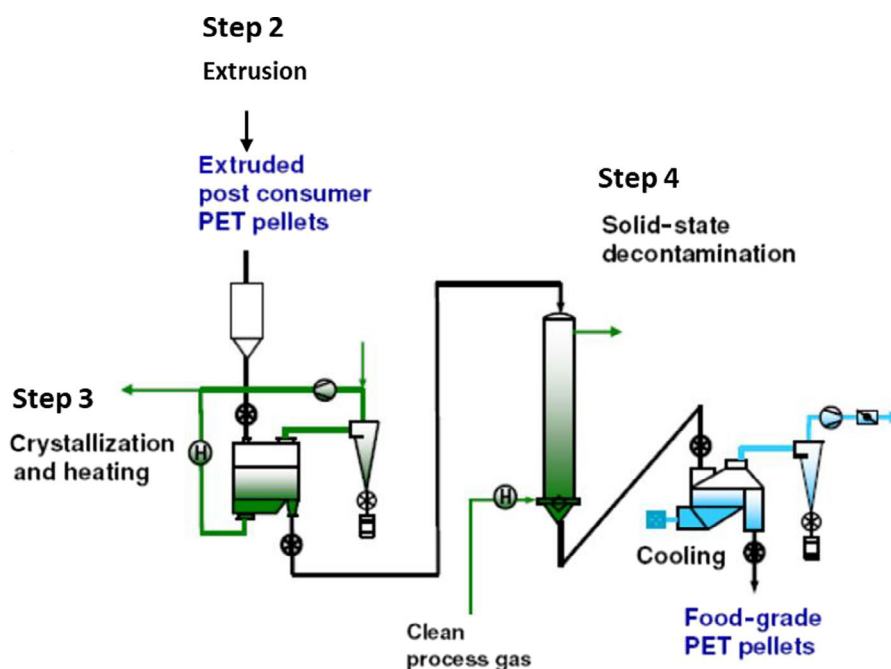 Step 2
Extrusion
Extruded
post consumer
PET pellets
Step 3
Crystallization
and heating
H
Step 4
Solid-state
decontamination
H
Clean
process gas
Cooling
Food-grade
PET pellets